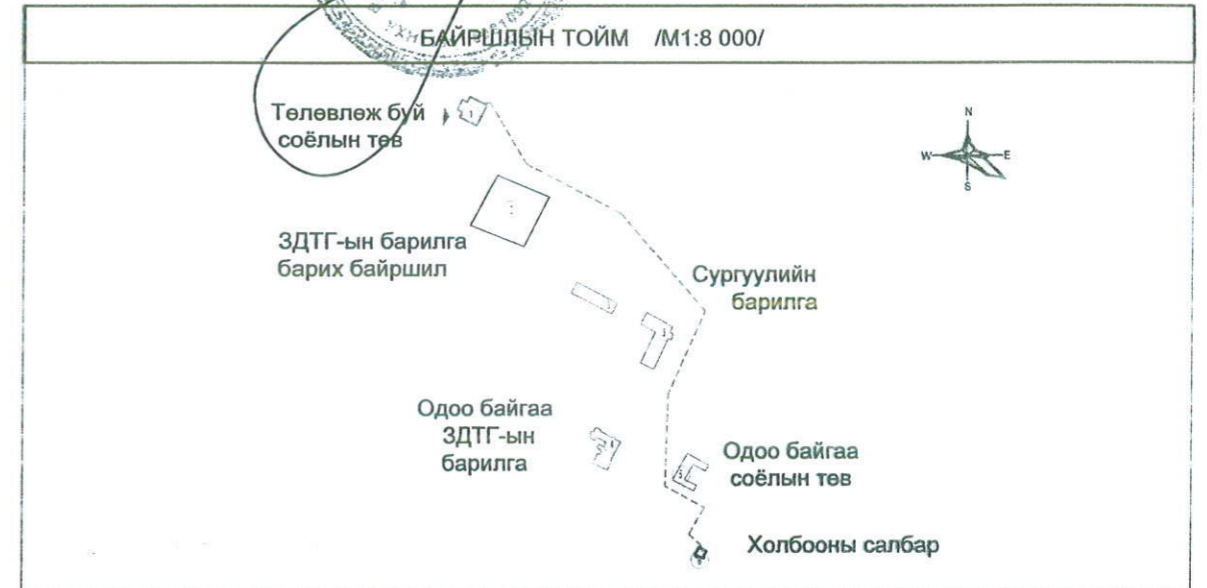 БАЙРШЛЫН ТОЙМ /М1:8 000/
Төлөвлөж буй
соёлын төв
1
N
W
E
S
ЗДТГ-ын барилга
барих байршил
Сургуулийн
барилга
Одоо байгаа
ЗДТГ-ын
барилга
Одоо байгаа
соёлын төв
Холбооны салбар